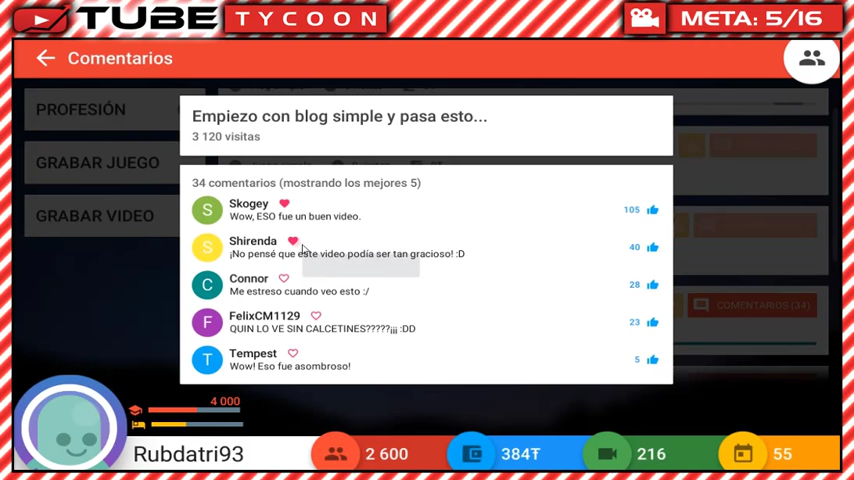 TUBE TYCOON
META: 5/16
Comentarios
PROFESIÓN
GRABAR JUEGO
GRABAR VIDEO
Empiezo con blog simple y pasa esto...
3 120 visitas
34 comentarios (mostrando los mejores 5)
Skogey
Wow, ESO fue un buen video.
105
Shirenda
¡No pensé que este video podía ser tan gracioso! :D
40
Connor
Me estreso cuando veo esto :/
28
FelixCM1129
QUIN LO VE SIN CALCETINES?????¡¡¡ :DD
23
Tempest
Wow! Eso fue asombroso!
5
COMENTARIOS (34)
4 000
Rubdatri93
2 600
384₸
216
55